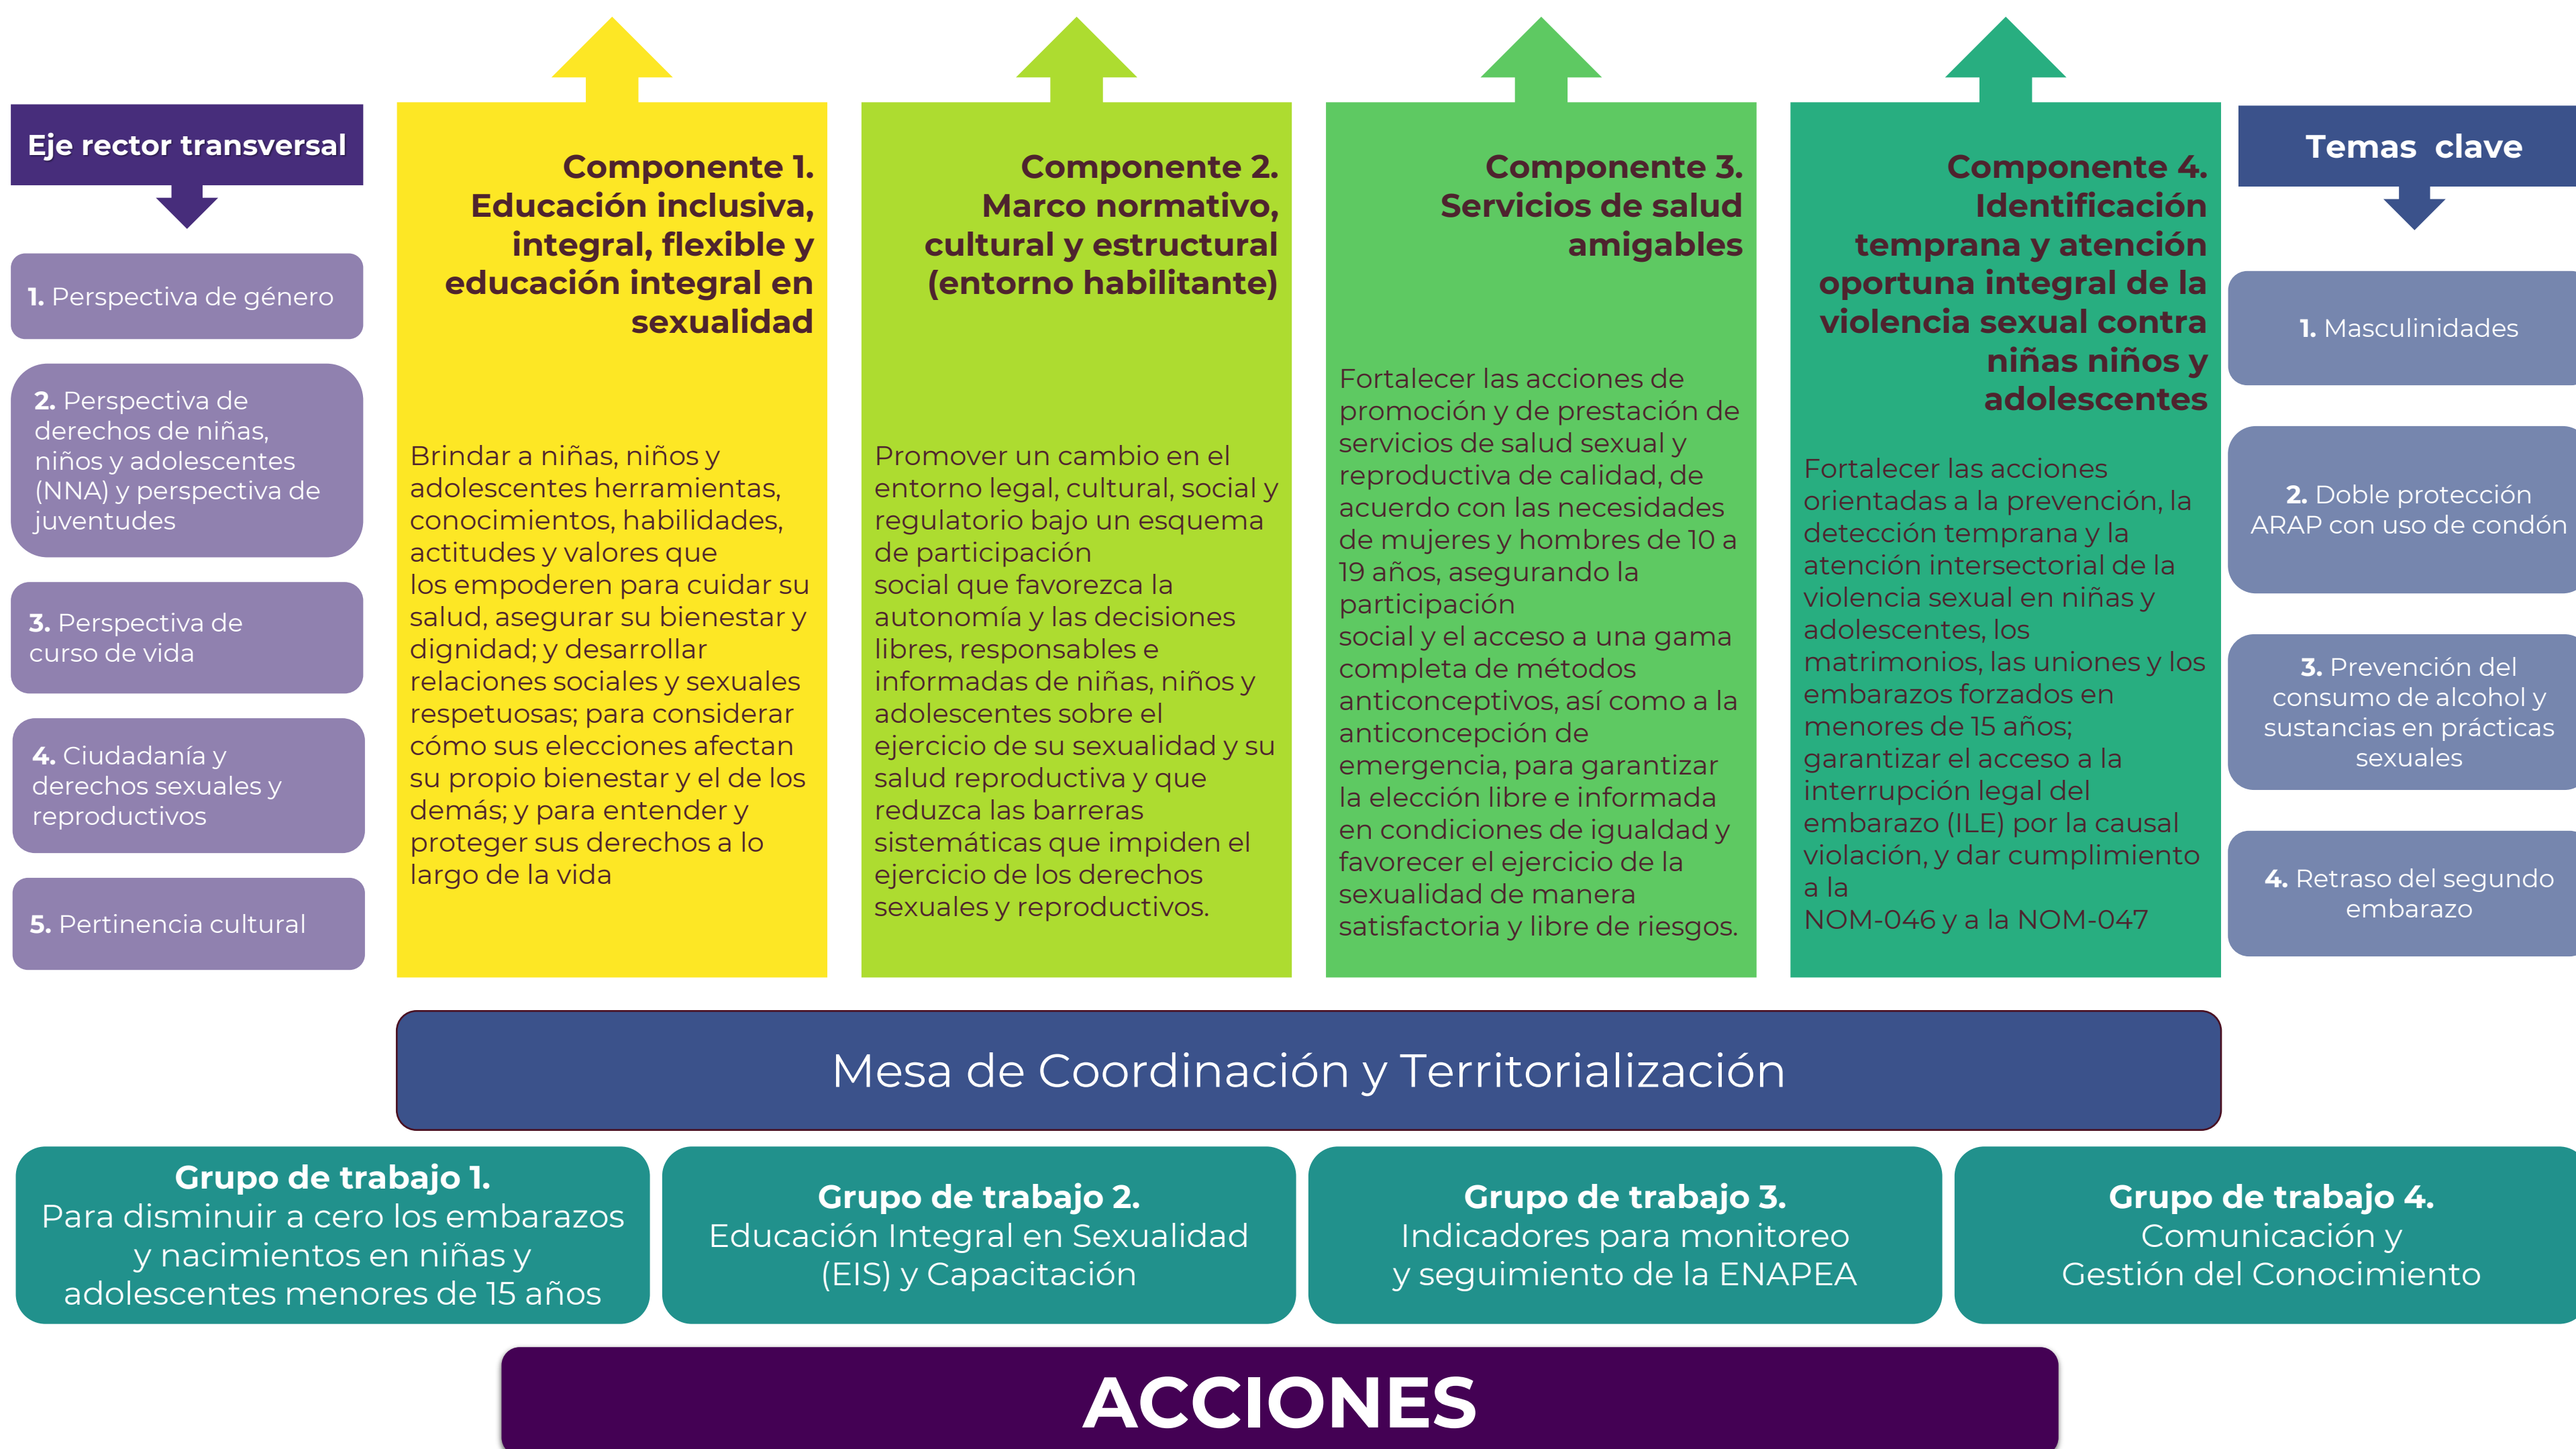 Eje rector transversal
1. Perspectiva de género
2. Perspectiva de
derechos de niñas,
niños y adolescentes
(NNA) y perspectiva de
juventudes
3. Perspectiva de
curso de vida
4. Ciudadanía y
derechos sexuales y
reproductivos
5. Pertinencia cultural
Componente 1.
Educación inclusiva,
integral, flexible y
educación integral en
sexualidad
Brindar a niñas, niños y
adolescentes herramientas,
conocimientos, habilidades,
actitudes y valores que
los empoderen para cuidar su
salud, asegurar su bienestar y
dignidad; y desarrollar
relaciones sociales y sexuales
respetuosas; para considerar
cómo sus elecciones afectan
su propio bienestar y el de los
demás; y para entender y
proteger sus derechos a lo
largo de la vida
Componente 2.
Marco normativo,
cultural y estructural
(entorno habilitante)
Promover un cambio en el
entorno legal, cultural, social y
regulatorio bajo un esquema
de participación
social que favorezca la
autonomía y las decisiones
libres, responsables e
informadas de niñas, niños y
adolescentes sobre el
ejercicio de su sexualidad y su
salud reproductiva y que
reduzca las barreras
sistemáticas que impiden el
ejercicio de los derechos
sexuales y reproductivos.
Componente 3.
Servicios de salud
amigables
Fortalecer las acciones de
promoción y de prestación de
servicios de salud sexual y
reproductiva de calidad, de
acuerdo con las necesidades
de mujeres y hombres de 10 a
19 años, asegurando la
participación
social y el acceso a una gama
completa de métodos
anticonceptivos, así como a la
anticoncepción de
emergencia, para garantizar
la elección libre e informada
en condiciones de igualdad y
favorecer el ejercicio de la
sexualidad de manera
satisfactoria y libre de riesgos.
Componente 4.
Identificación
temprana y atención
oportuna integral de la
violencia sexual contra
niñas niños y
adolescentes
Fortalecer las acciones
orientadas a la prevención, la
detección temprana y la
atención intersectorial de la
violencia sexual en niñas y
adolescentes, los
matrimonios, las uniones y los
embarazos forzados en
menores de 15 años;
garantizar el acceso a la
interrupción legal del
embarazo (ILE) por la causal
violación, y dar cumplimiento
a la
NOM-046 y a la NOM-047
Temas clave
1. Masculinidades
2. Doble protección
ARAP con uso de condón
3. Prevención del
consumo de alcohol y
sustancias en prácticas
sexuales
4. Retraso del segundo
embarazo
Mesa de Coordinación y Territorialización
Grupo de trabajo 1.
Para disminuir a cero los embarazos
y nacimientos en niñas y
adolescentes menores de 15 años
Grupo de trabajo 2.
Educación Integral en Sexualidad
(EIS) y Capacitación
Grupo de trabajo 3.
Indicadores para monitoreo
y seguimiento de la ENAPEA
Grupo de trabajo 4.
Comunicación y
Gestión del Conocimiento
ACCIONES